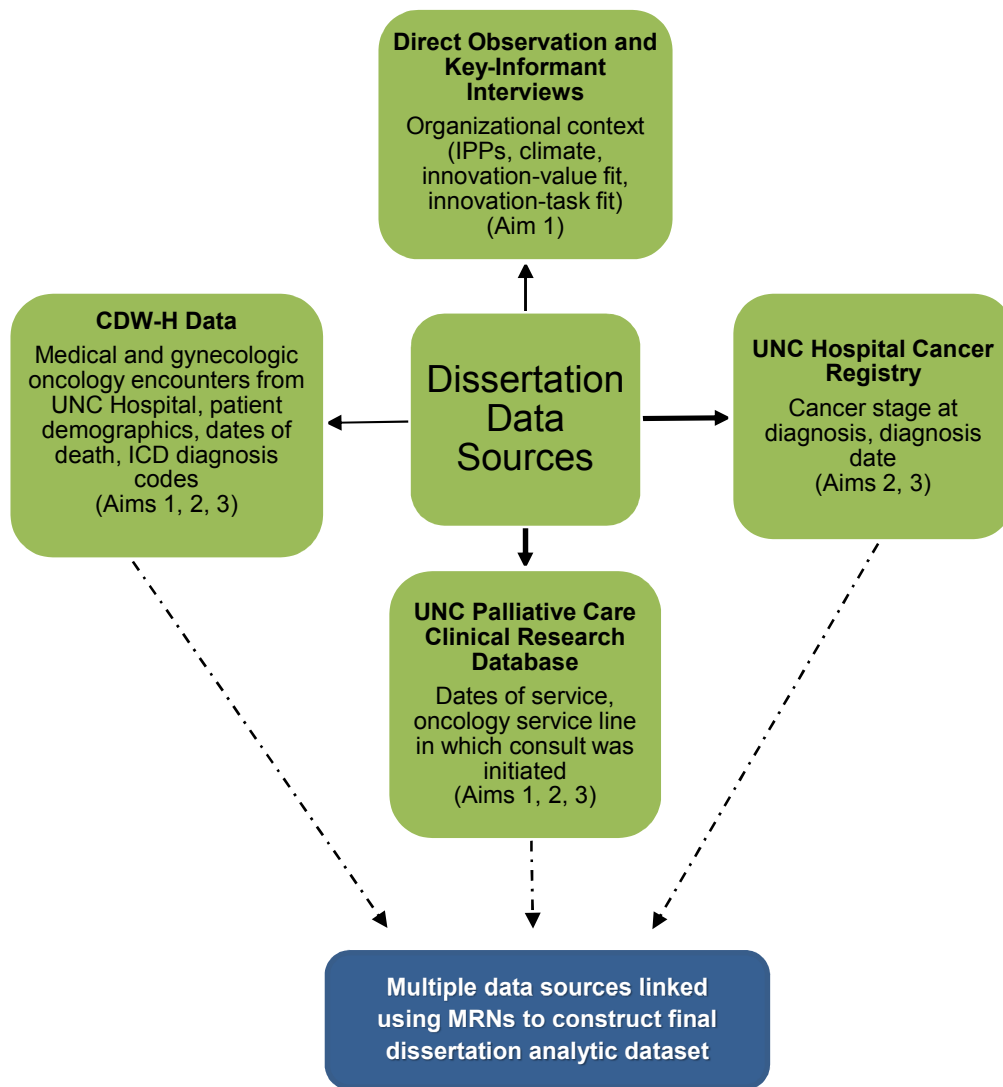 Direct Observation and
Key-Informant
Interviews
Organizational context
(IPPs, climate,
innovation-value fit,
innovation-task fit)
(Aim 1)
CDW-H Data
Medical and gynecologic
oncology encounters from
UNC Hospital, patient
demographics, dates of
death, ICD diagnosis
codes
(Aims 1, 2, 3)
Dissertation
Data
Sources
UNC Hospital Cancer
Registry
Cancer stage at
diagnosis, diagnosis
date
(Aims 2, 3)
UNC Palliative Care
Clinical Research
Database
Dates of service,
oncology service line
in which consult was
initiated
(Aims 1, 2, 3)
Multiple data sources linked
using MRNs to construct final
dissertation analytic dataset